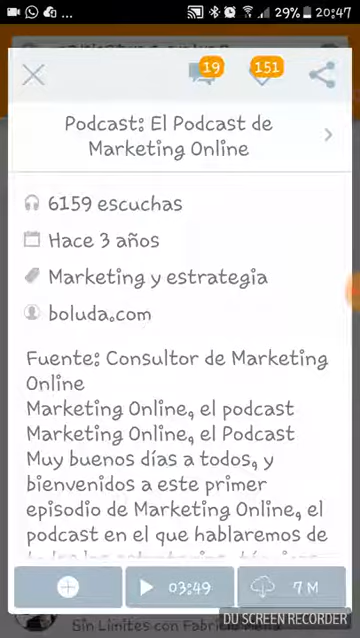 29% 20:47
19
151
Podcast: El Podcast de
Marketing Online
6159 escuchas
Hace 3 años
Marketing y estrategia
boluda.com
Fuente: Consultor de Marketing
Online
Marketing Online, el podcast
Marketing Online, el Podcast
Muy buenos días a todos, y
bienvenidos a este primer
episodio de Marketing Online, el
podcast en el que hablaremos de
03:49
7 M
Sin Limites con Fabricio
DU SCREEN RECORDER